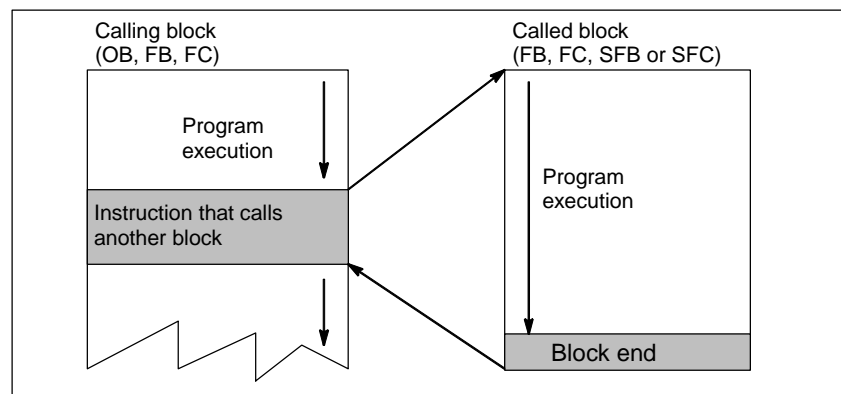 Calling block
(OB, FB, FC)
Program
execution
Instruction that calls
another block
Called block
(FB, FC, SFB or SFC)
Program
execution
Block end